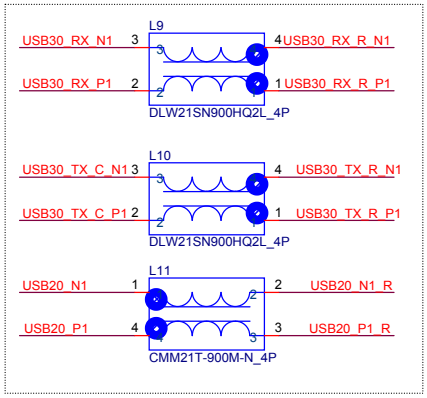 L9
USB30_RX_N1 3 3 4 USB30_RX_R_N1
USB30_RX_P1 2 2 1 USB30_RX_R_P1
DLW21SN900HQ2L_4P
L10
USB30_TX_C_N1 3 3 4 USB30_TX_R_N1
USB30_TX_C_P1 2 2 1 USB30_TX_R_P1
DLW21SN900HQ2L_4P
L11
USB20_N1 1 2 2 USB20_N1_R
USB20_P1 4 3 3 USB20_P1_R
CMM21T-900M-N_4P